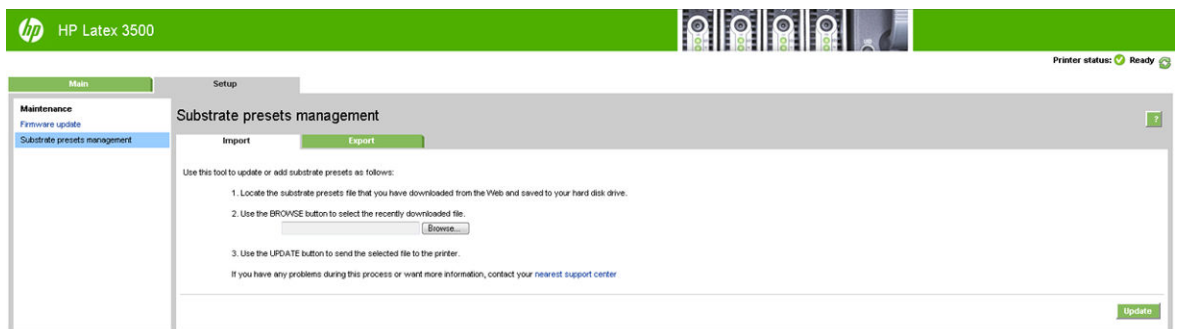 hp HP Latex 3500
Printer status: Ready
Main Setup
Maintenance
Firmware update
Substrate presets management
Substrate presets management
?
Import Export
Use this tool to update or add substrate presets as follows:
1. Locate the substrate presets file that you have downloaded from the Web and saved to your hard disk drive.
2. Use the BROWSE button to select the recently downloaded file.
Browse...
3. Use the UPDATE button to send the selected file to the printer.
If you have any problems during this process or want more information, contact your nearest support center
Update